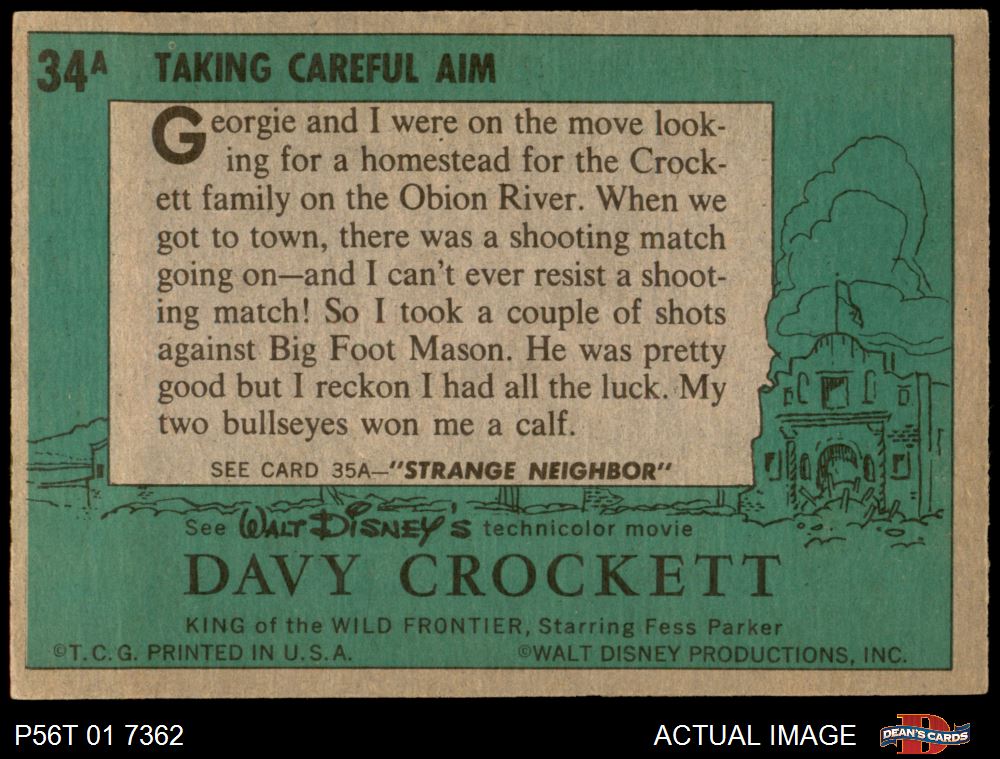 34A TAKING CAREFUL AIM
Georgie and I were on the move look-
ing for a homestead for the Crock-
ett family on the Obion River. When we
got to town, there was a shooting match
going on—and I can't ever resist a shoot-
ing match! So I took a couple of shots
against Big Foot Mason. He was pretty
good but I reckon I had all the luck. My
two bullseyes won me a calf.
SEE CARD 35A—"STRANGE NEIGHBOR"
See WALT DISNEY'S technicolor movie
DAVY CROCKETT
KING of the WILD FRONTIER, Starring Fess Parker
©T.C.G. PRINTED IN U.S.A. ©WALT DISNEY PRODUCTIONS, INC.
P56T 01 7362 ACTUAL IMAGE D DEAN'S CARDS